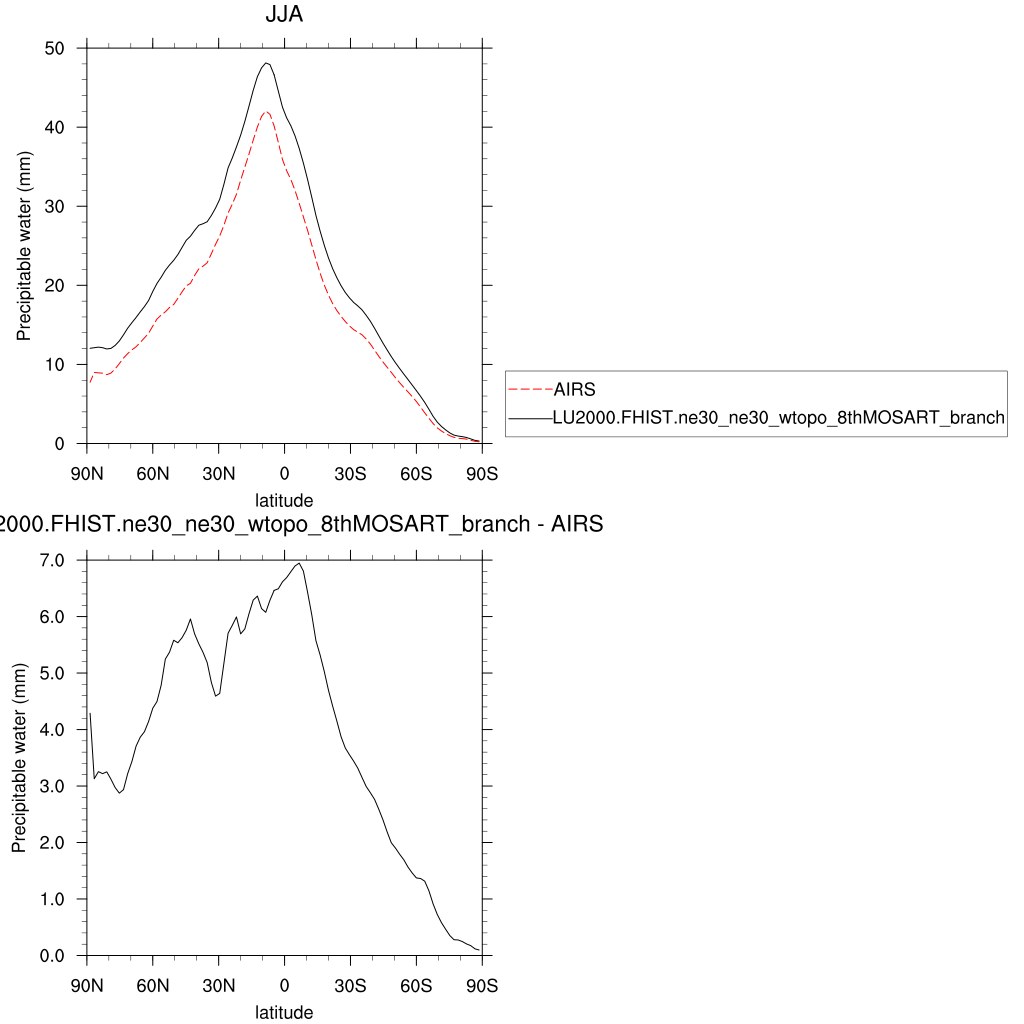 JJA
50
40
30
20
10
0
Precipitable water (mm)
90N 60N 30N 0 30S 60S 90S
latitude
AIRS
LU2000.FHIST.ne30_ne30_wtopo_8thMOSART_branch
2000.FHIST.ne30_ne30_wtopo_8thMOSART_branch - AIRS
7.0
6.0
5.0
4.0
3.0
2.0
1.0
0.0
Precipitable water (mm)
90N 60N 30N 0 30S 60S 90S
latitude